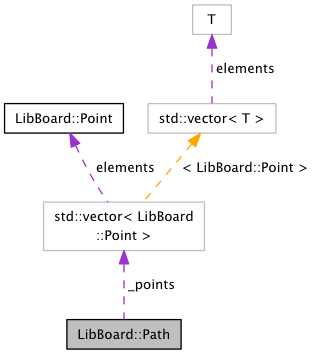 T
elements
LibBoard::Point
std::vector< T >
elements
< LibBoard::Point >
std::vector< LibBoard
::Point >
_points
LibBoard::Path